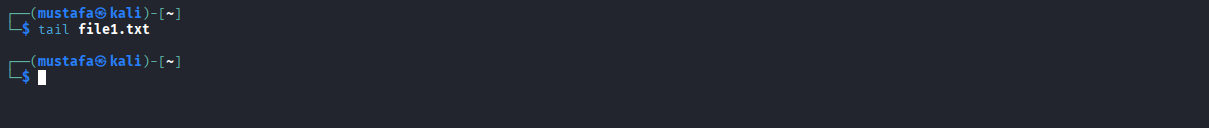 ┌──(mustafa㉿kali)-[~]
└─$ tail file1.txt
┌──(mustafa㉿kali)-[~]
└─$